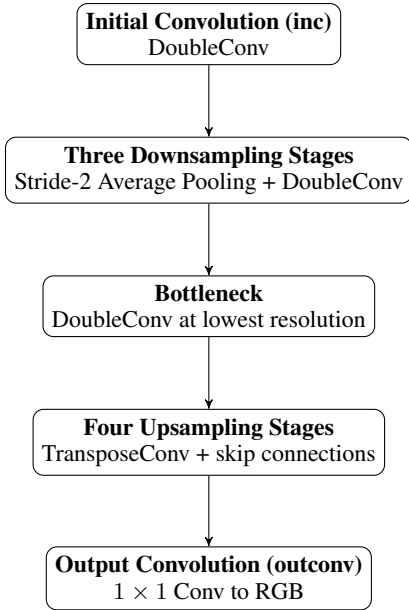 Initial Convolution (inc)
DoubleConv
Three Downsampling Stages
Stride-2 Average Pooling + DoubleConv
Bottleneck
DoubleConv at lowest resolution
Four Upsampling Stages
TransposeConv + skip connections
Output Convolution (outconv)
1 × 1 Conv to RGB